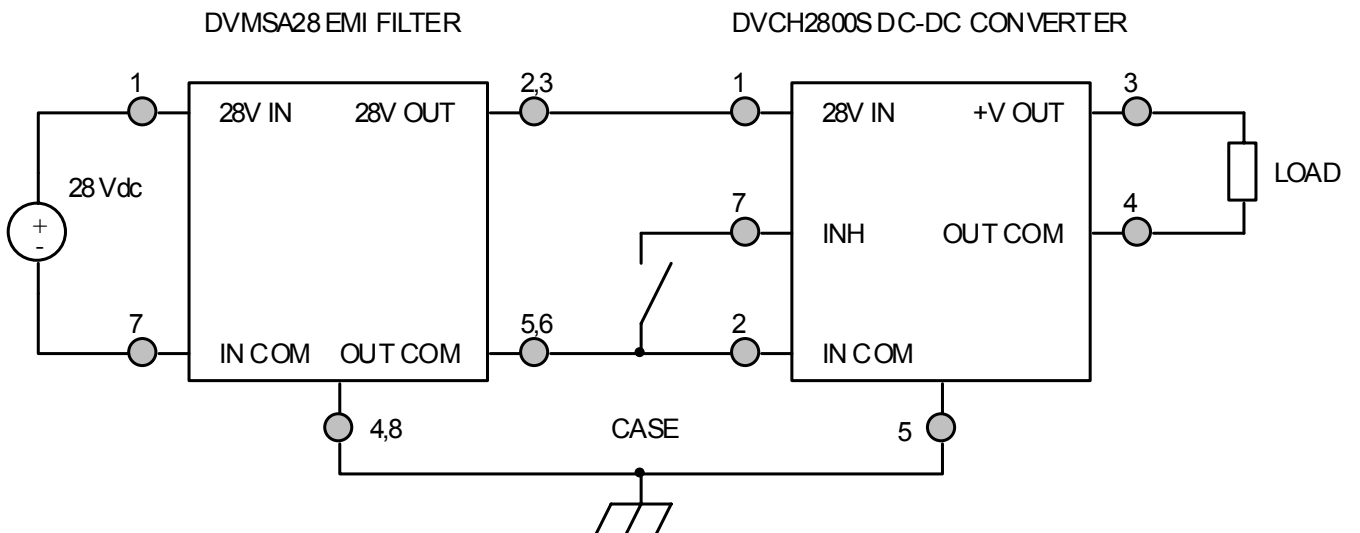 DVMSA28 EMI FILTER
DVCH2800S DC-DC CONVERTER
1
2,3
1
3
28V IN
28V OUT
28V IN
+V OUT
28 Vdc
LOAD
7
4
+
-
INH
OUT COM
7
5,6
2
IN COM
OUT COM
IN COM
4,8
CASE
5